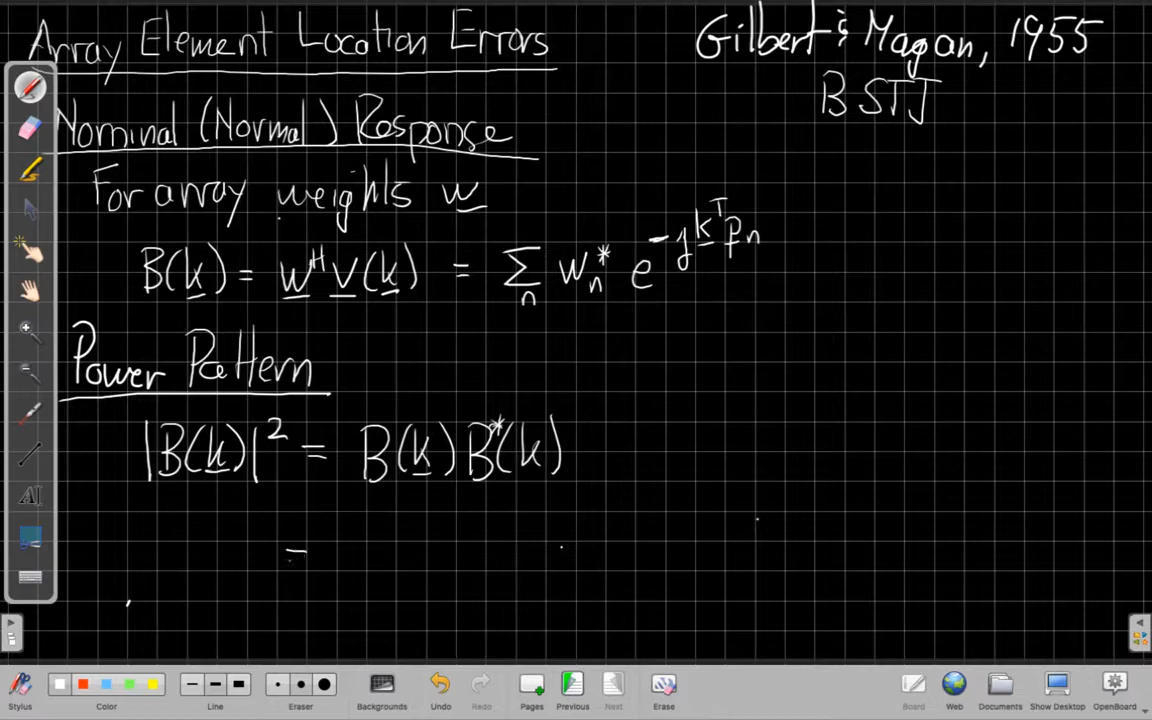 Array Element Location Errors
Gilbert & Magan, 1955
BSTJ
Nominal (Normal) Response
For array weights w
B(k) = w^H v(k) = Σ_n w_n^* e^{-jk^T p_n}
Power Pattern
|B(k)|^2 = B(k) B^*(k)
=
Stylus
Color
Line
Eraser
Backgrounds
Undo
Redo
Pages
Previous
Next
Erase
Board
Web
Documents
Show Desktop
OpenBoard